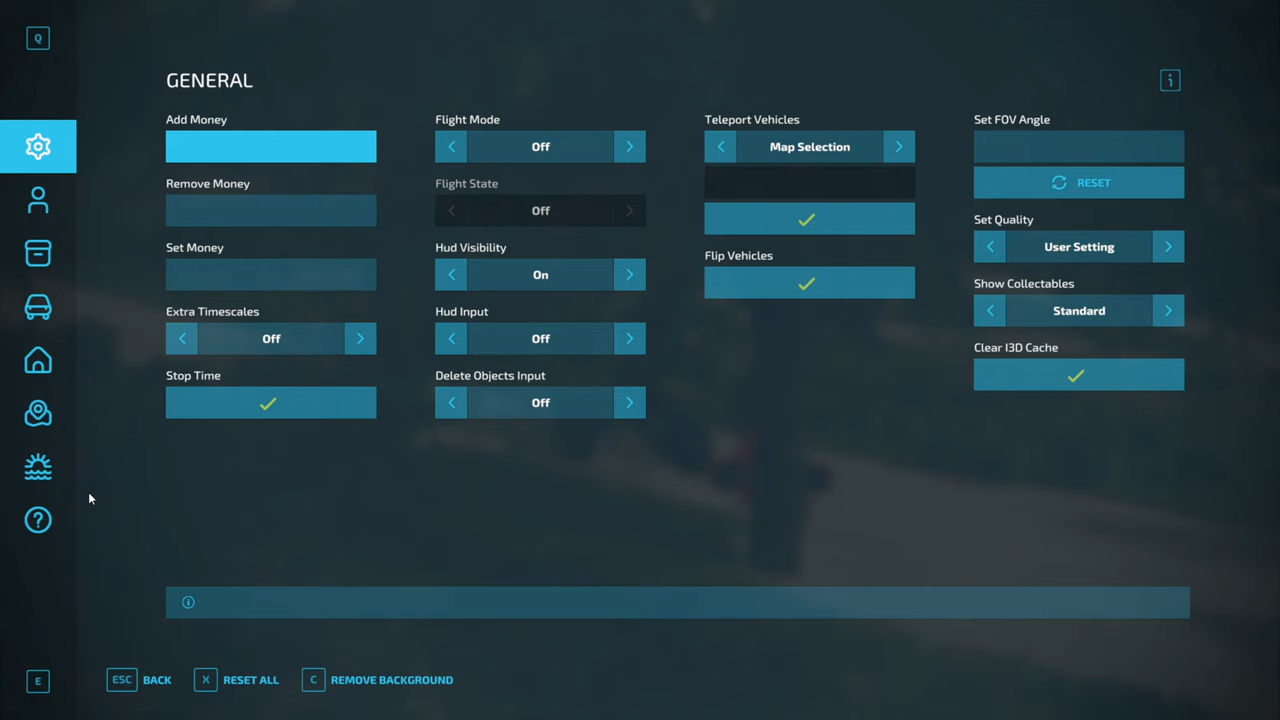 Q
GENERAL
Add Money
Remove Money
Set Money
Extra Timescales
Off
Stop Time
Flight Mode
Off
Flight State
Off
Hud Visibility
On
Hud Input
Off
Delete Objects Input
Off
Teleport Vehicles
Map Selection
Flip Vehicles
Set FOV Angle
RESET
Set Quality
User Setting
Show Collectables
Standard
Clear I3D Cache
E
ESC BACK X RESET ALL C REMOVE BACKGROUND